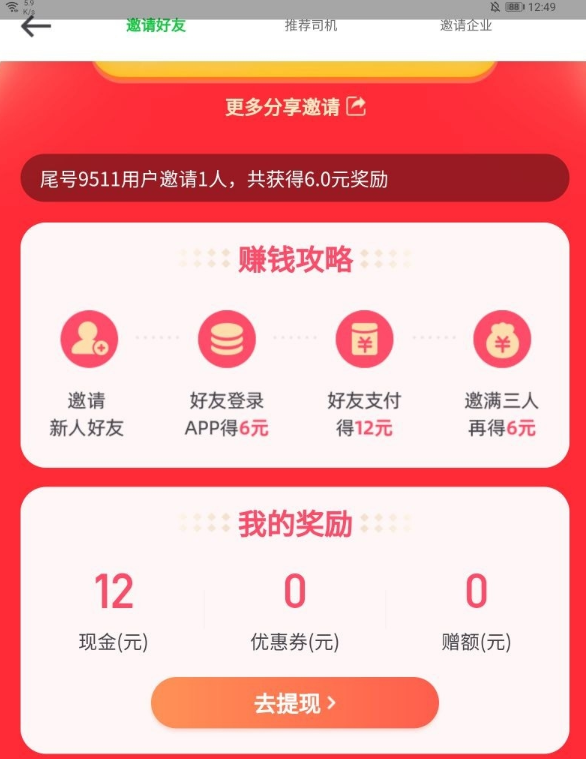 5.9
K/s
12:49
邀请好友
推荐司机
邀请企业
更多分享邀请
尾号9511用户邀请1人，共获得6.0元奖励
赚钱攻略
邀请
新人好友
好友登录
APP得6元
好友支付
得12元
邀满三人
再得6元
我的奖励
12
0
0
现金(元)
优惠券(元)
赠额(元)
去提现 >